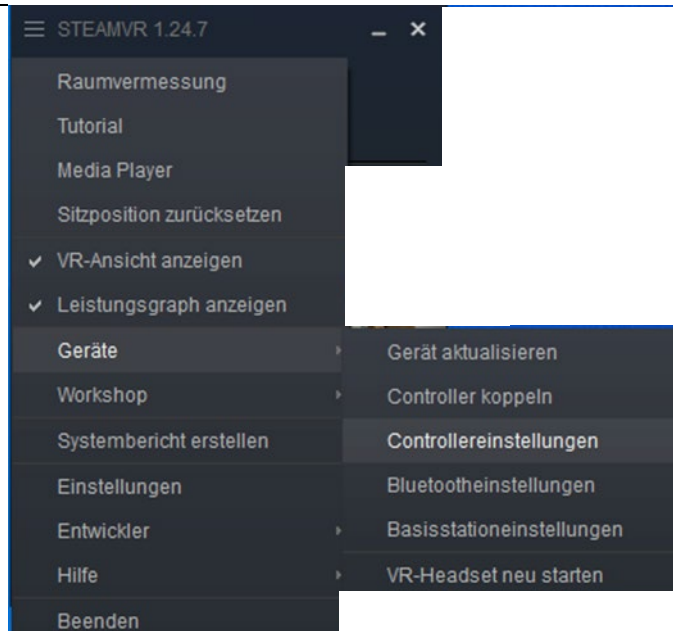 STEAMVR 1.24.7
Raumvermessung
Tutorial
Media Player
Sitzposition zurücksetzen
VR-Ansicht anzeigen
Leistungsgraph anzeigen
Geräte
Workshop
Systembericht erstellen
Einstellungen
Entwickler
Hilfe
Beenden
Gerät aktualisieren
Controller koppeln
Controllereinstellungen
Bluetootheinstellungen
Basisstationeinstellungen
VR-Headset neu starten